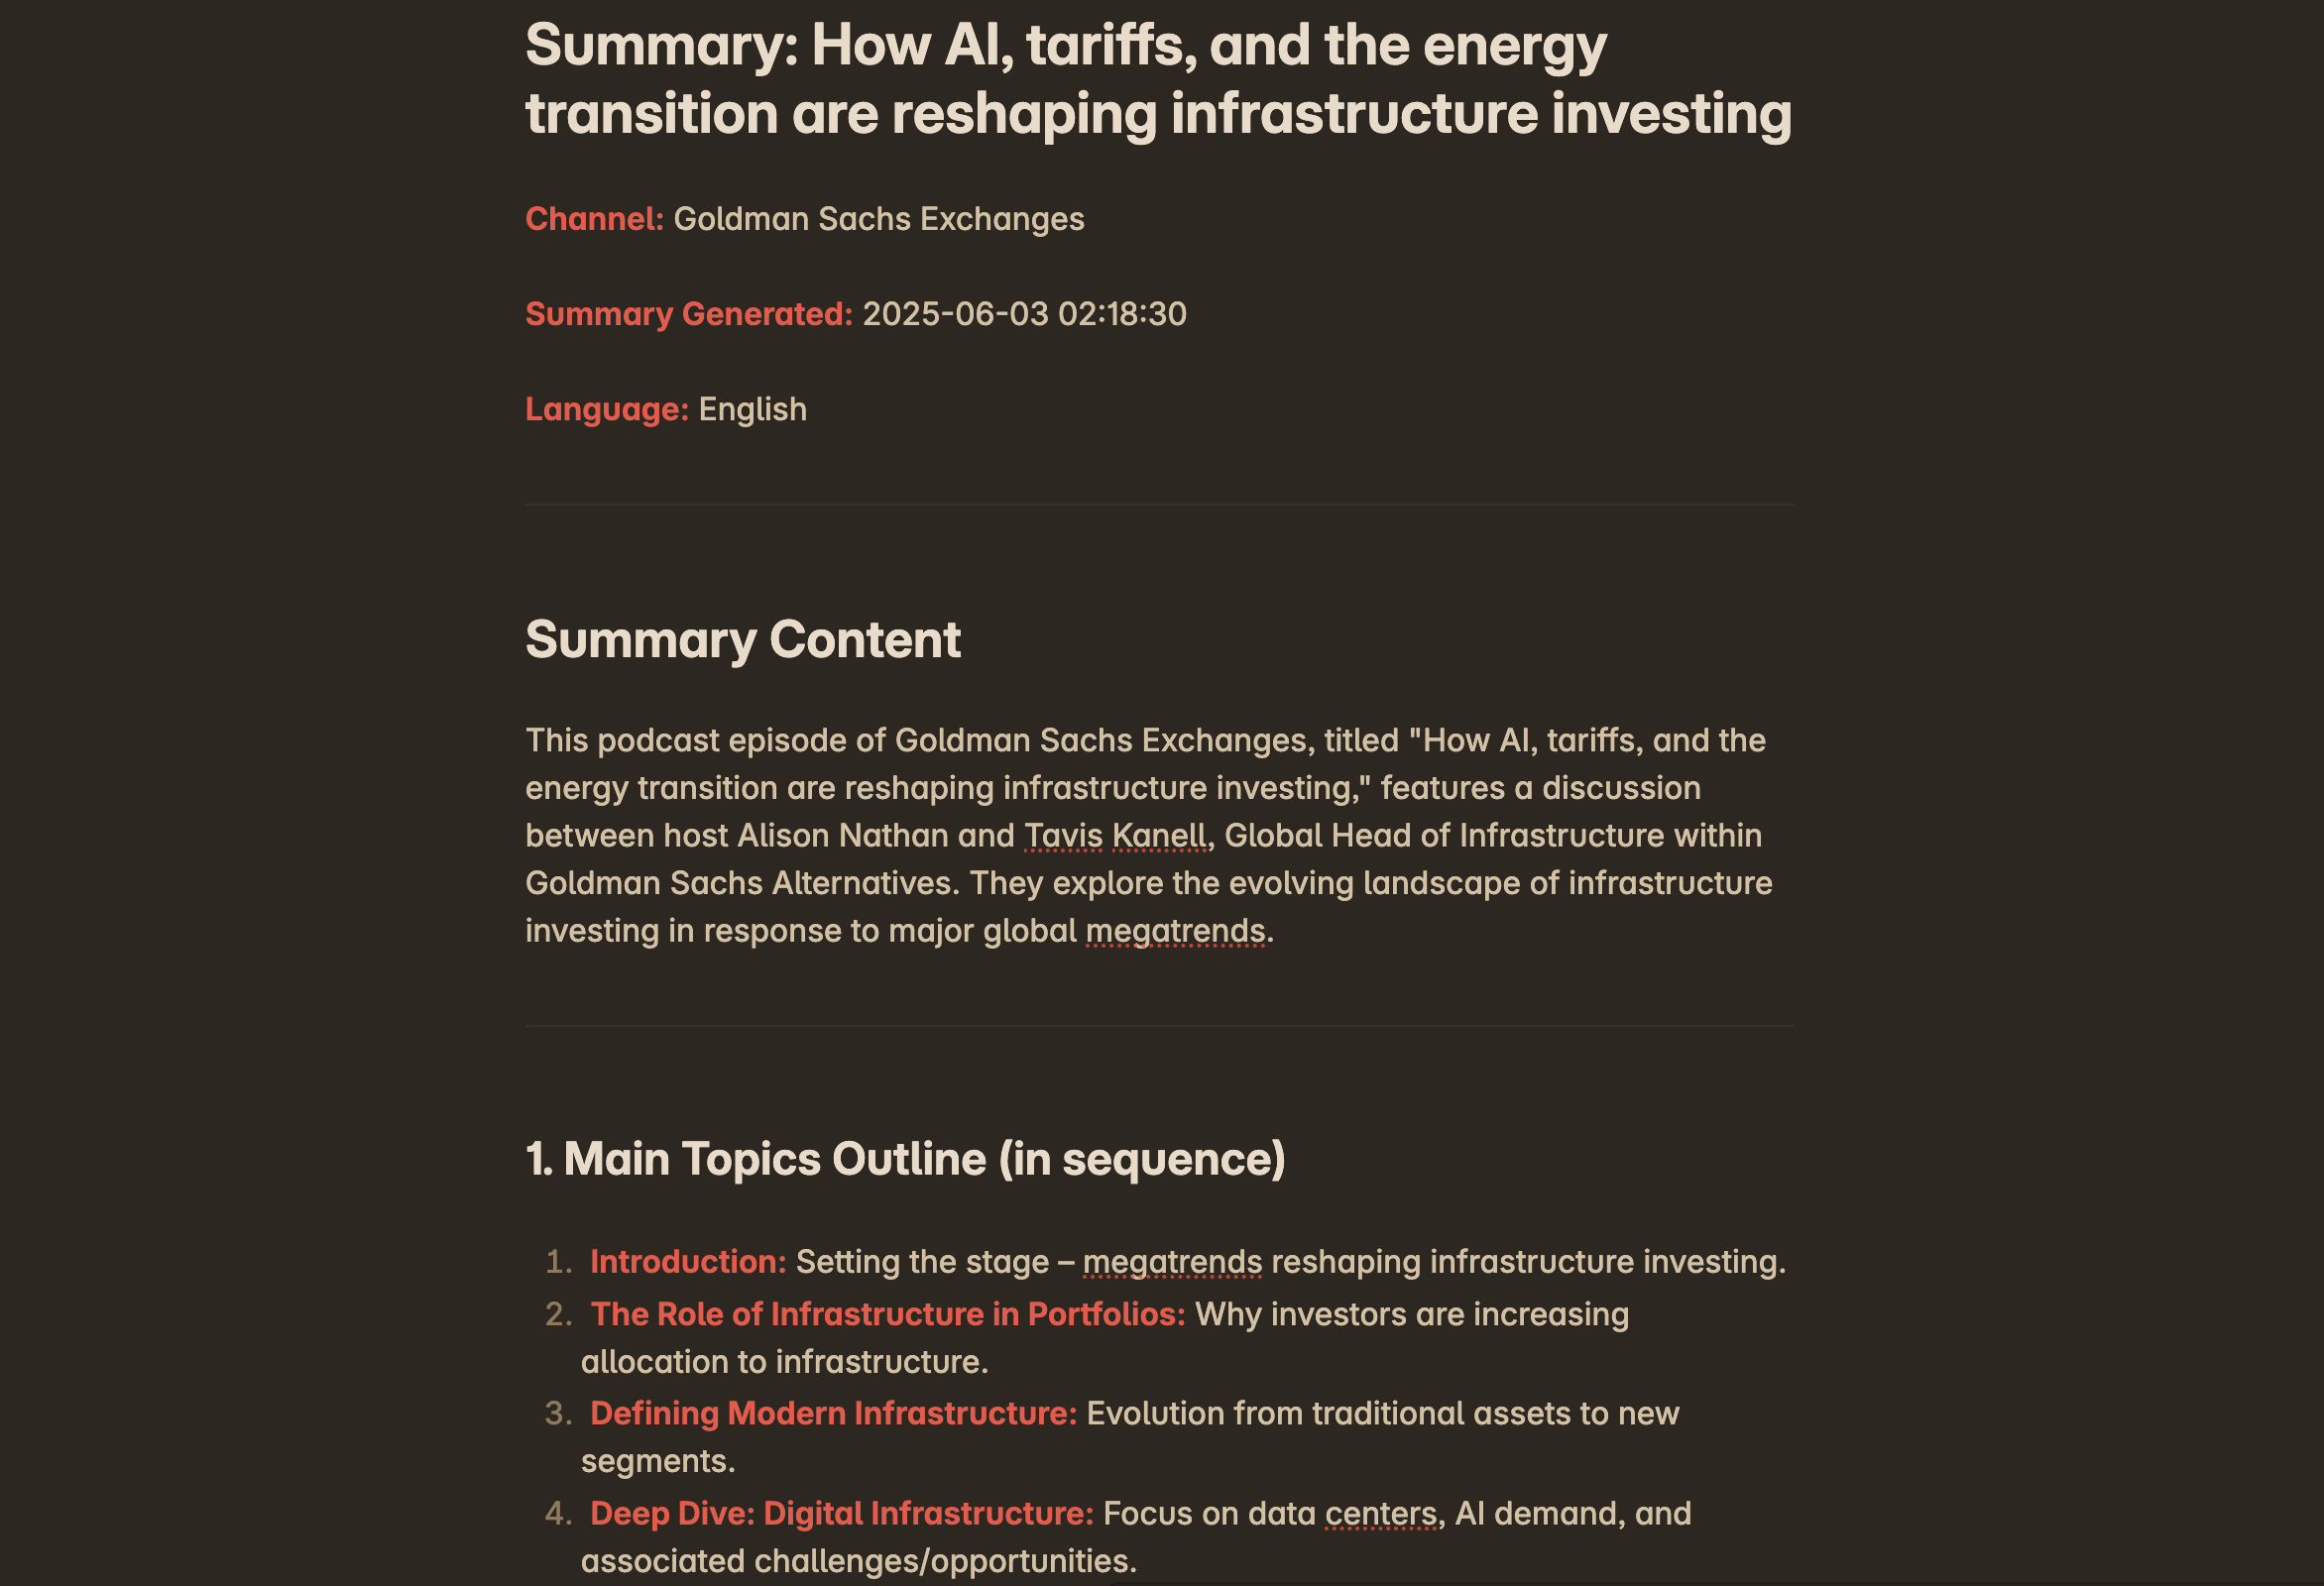 Summary: How AI, tariffs, and the energy
transition are reshaping infrastructure investing
Channel: Goldman Sachs Exchanges
Summary Generated: 2025-06-03 02:18:30
Language: English
Summary Content
This podcast episode of Goldman Sachs Exchanges, titled "How AI, tariffs, and the
energy transition are reshaping infrastructure investing," features a discussion
between host Alison Nathan and Tavis Kanell, Global Head of Infrastructure within
Goldman Sachs Alternatives. They explore the evolving landscape of infrastructure
investing in response to major global megatrends.
1. Main Topics Outline (in sequence)
1. Introduction: Setting the stage – megatrends reshaping infrastructure investing.
2. The Role of Infrastructure in Portfolios: Why investors are increasing
allocation to infrastructure.
3. Defining Modern Infrastructure: Evolution from traditional assets to new
segments.
4. Deep Dive: Digital Infrastructure: Focus on data centers, AI demand, and
associated challenges/opportunities.